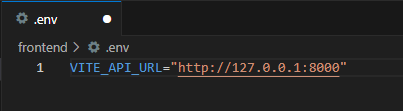 .env
frontend > .env
1 VITE_API_URL="http://127.0.0.1:8000"